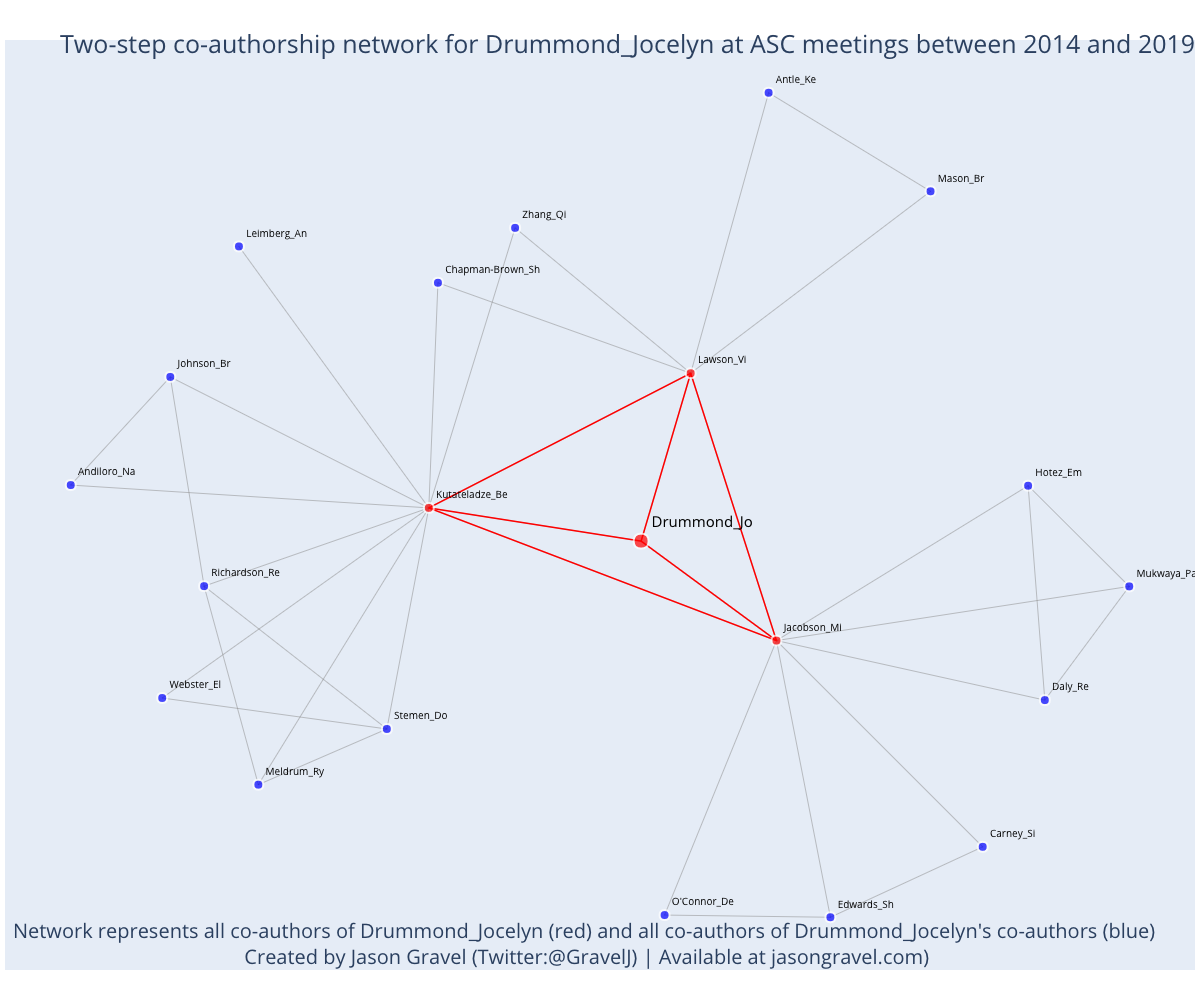 Two-step co-authorship network for Drummond_Jocelyn at ASC meetings between 2014 and 2019
Antle_Ke
Mason_Br
Zhang_Qi
Leimberg_An
Chapman-Brown_Sh
Lawson_Vi
Johnson_Br
Andiloro_Na
Hotez_Em
Kutateladze_Be
Drummond_Jo
Richardson_Re
Mukwaya_Pa
Jacobson_Mi
Webster_El
Daly_Re
Stemen_Do
Meldrum_Ry
Carney_Si
O'Connor_De
Edwards_Sh
Network represents all co-authors of Drummond_Jocelyn (red) and all co-authors of Drummond_Jocelyn's co-authors (blue)
Created by Jason Gravel (Twitter:@GravelJ) | Available at jasongravel.com)